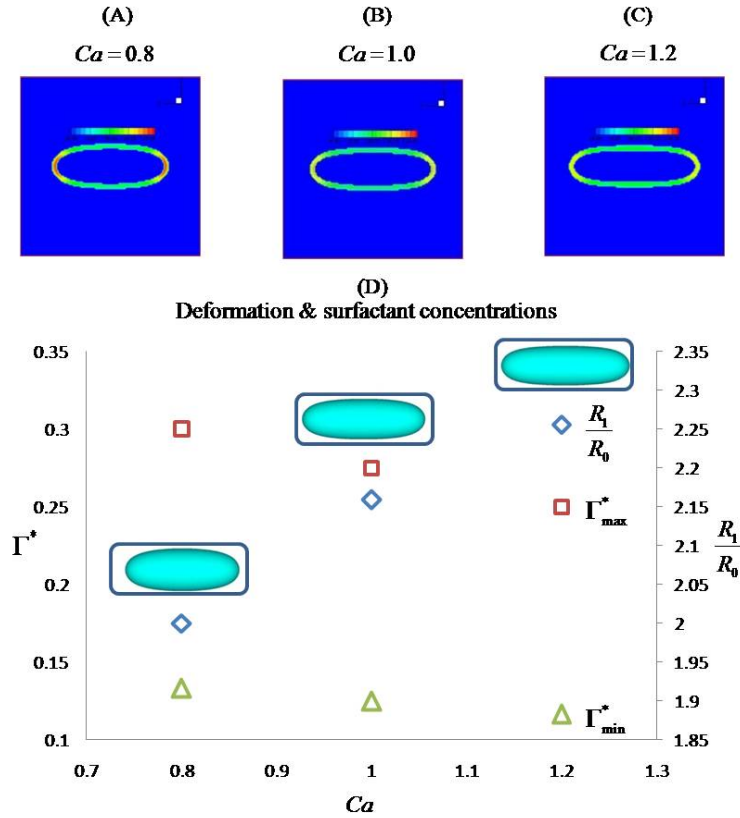 (A) (B) (C)
Ca = 0.8 Ca = 1.0 Ca = 1.2
(D)
Deformation & surfactant concentrations
0.35 2.35
2.3
0.3 2.25
2.2
0.25 2.15
2.1
0.2 2.05
2
0.15 1.95
1.9
0.1 1.85
Γ*
R₁/R₀
Γ*max
Γ*min
R₁/R₀
0.7 0.8 0.9 1 1.1 1.2 1.3
Ca